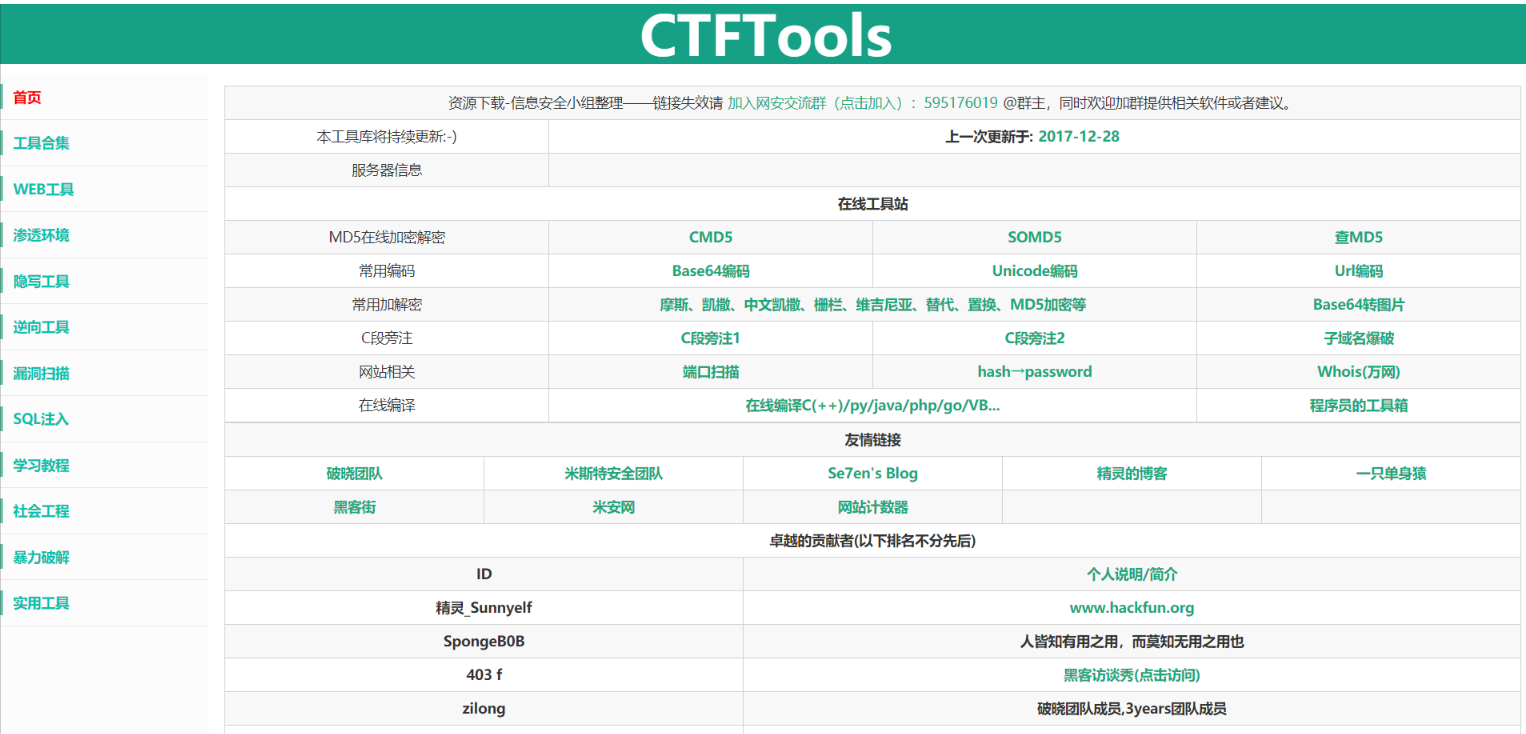 CTFTools
首页
工具合集
WEB工具
渗透环境
隐写工具
逆向工具
漏洞扫描
SQL注入
学习教程
社会工程
暴力破解
实用工具
资源下载-信息安全小组整理——链接失效请 加入网安交流群（点击加入）：595176019 @群主，同时欢迎加群提供相关软件或者建议。
本工具库将持续更新:-) 上一次更新于: 2017-12-28
服务器信息
在线工具站
MD5在线加密解密 CMD5 SOMD5 查MD5
常用编码 Base64编码 Unicode编码 Url编码
常用加解密 摩斯、凯撒、中文凯撒、栅栏、维吉尼亚、替代、置换、MD5加密等 Base64转图片
C段旁注 C段旁注1 C段旁注2 子域名爆破
网站相关 端口扫描 hash→password Whois(万网)
在线编译 在线编译C(++)/py/java/php/go/VB... 程序员的工具箱
友情链接
破晓团队 米斯特安全团队 Se7en's Blog 精灵的博客 一只单身猿
黑客街 米安网 网站计数器
卓越的贡献者(以下排名不分先后)
ID 个人说明/简介
精灵_Sunnyelf www.hackfun.org
SpongeB0B 人皆知有用之用，而莫知无用之用也
403 f 黑客访谈秀(点击访问)
zilong 破晓团队成员,3years团队成员